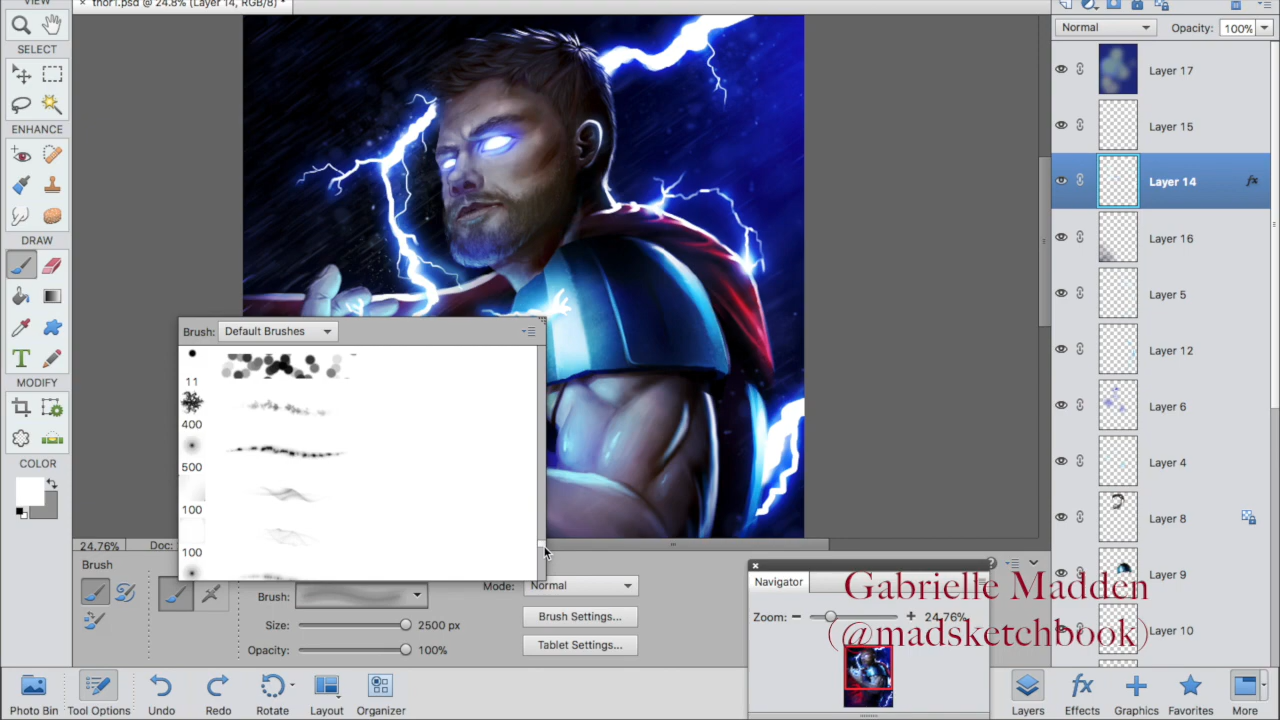 VIEW
thor1.psd @ 24.8% (Layer 14, RGB/8) *
SELECT
ENHANCE
DRAW
MODIFY
COLOR
Normal
Opacity: 100%
Layer 17
Layer 15
Layer 14
fx
Layer 16
Layer 5
Layer 12
Layer 6
Layer 4
Layer 8
Layer 9
Layer 10
Brush: Default Brushes
11
400
500
100
100
24.76%
Doc:
Brush
Brush:
Size:
2500 px
Opacity:
100%
Mode:
Normal
Brush Settings...
Tablet Settings...
Navigator
Zoom:
24.76%
Gabrielle Madden
(@madsketchbook)
Photo Bin
Tool Options
Undo
Redo
Rotate
Layout
Organizer
Layers
fx
Effects
Graphics
Favorites
More